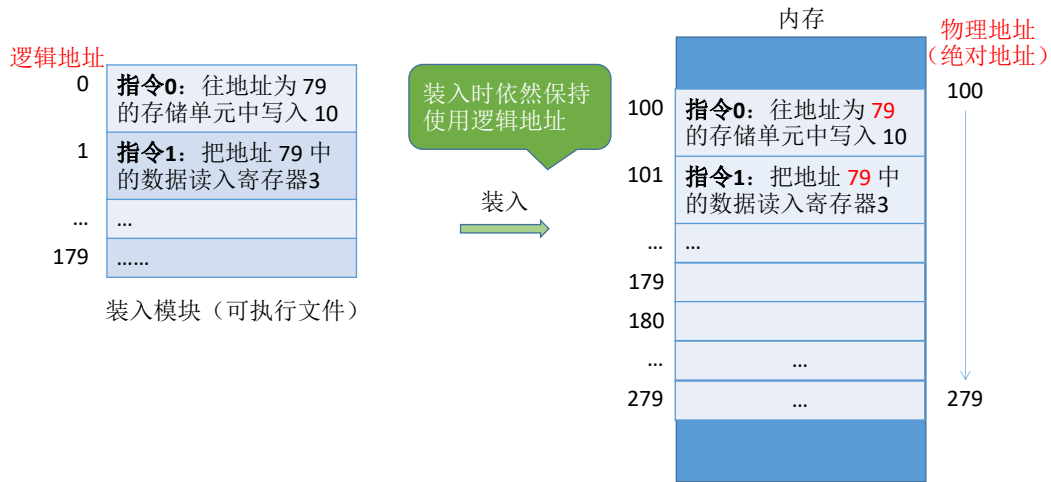 逻辑地址
0
指令0：往地址为 79
的存储单元中写入 10
1
指令1：把地址 79 中
的数据读入寄存器3
...
...
179
......
装入模块（可执行文件）
装入时依然保持
使用逻辑地址
装入
内存
物理地址
（绝对地址）
100
指令0：往地址为 79
的存储单元中写入 10
100
101
指令1：把地址 79 中
的数据读入寄存器3
...
...
179
180
...
...
279
...
279